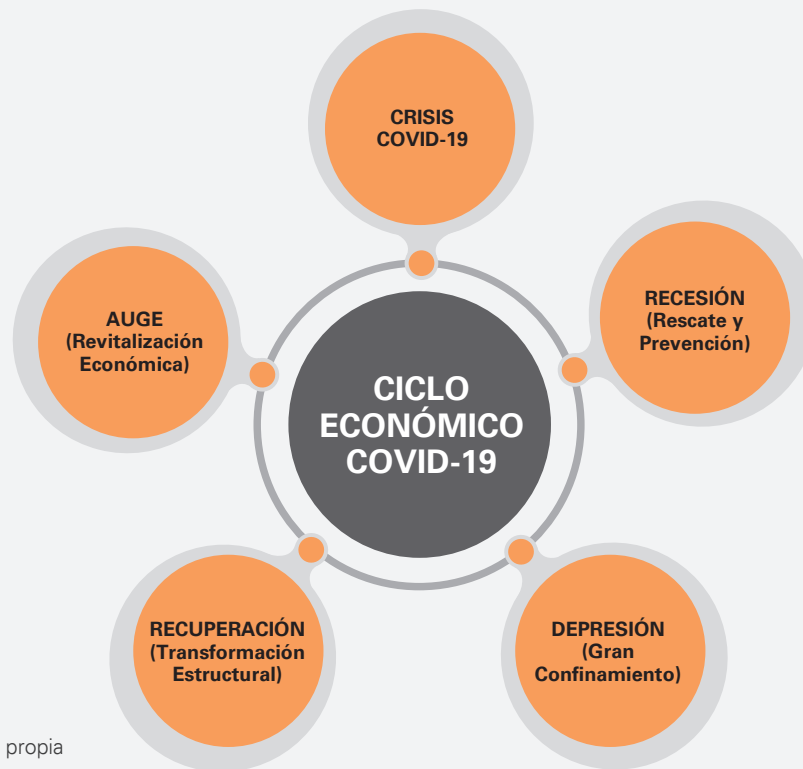 CRISIS
COVID-19
RECESIÓN
(Rescate y
Prevención)
DEPRESIÓN
(Gran
Confinamiento)
RECUPERACIÓN
(Transformación
Estructural)
AUGE
(Revitalización
Económica)
CICLO
ECONÓMICO
COVID-19
propia